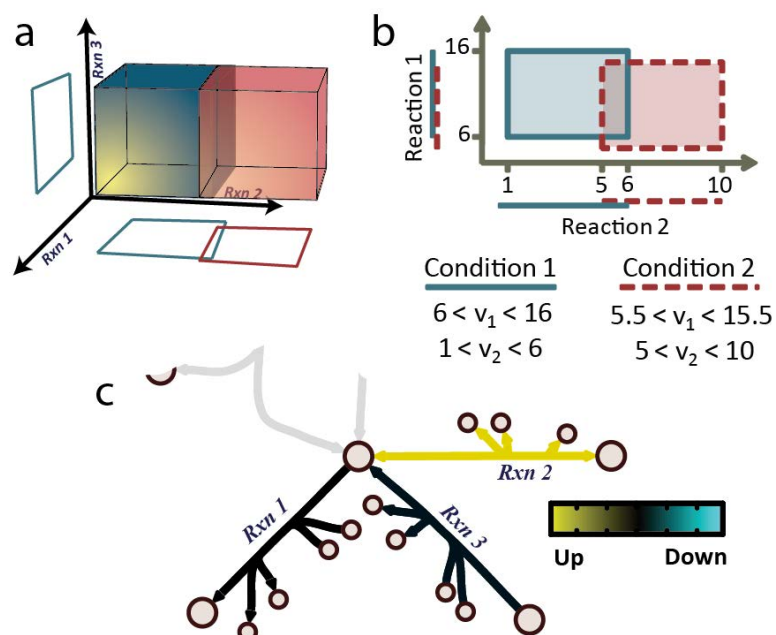 a
Rxn 3
Rxn 2
Rxn 1
b
Reaction 1
16
6
1
5
6
10
Reaction 2
Condition 1
6 < v₁ < 16
1 < v₂ < 6
Condition 2
5.5 < v₁ < 15.5
5 < v₂ < 10
c
Rxn 2
Rxn 1
Rxn 3
Up
Down